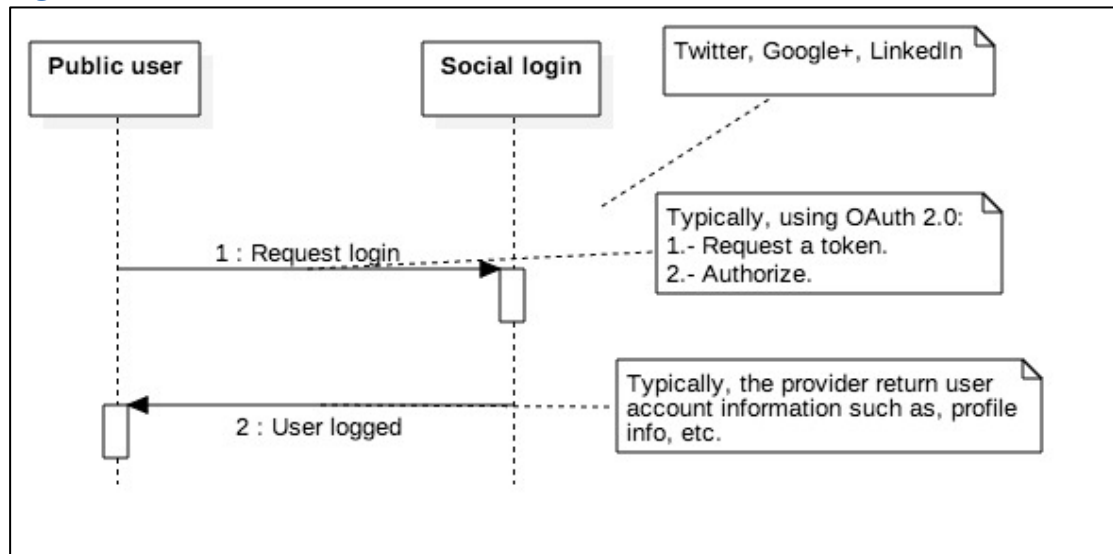 Public user
Social login
Twitter, Google+, LinkedIn
Typically, using OAuth 2.0:
1.- Request a token.
2.- Authorize.
1 : Request login
Typically, the provider return user
account information such as, profile
info, etc.
2 : User logged